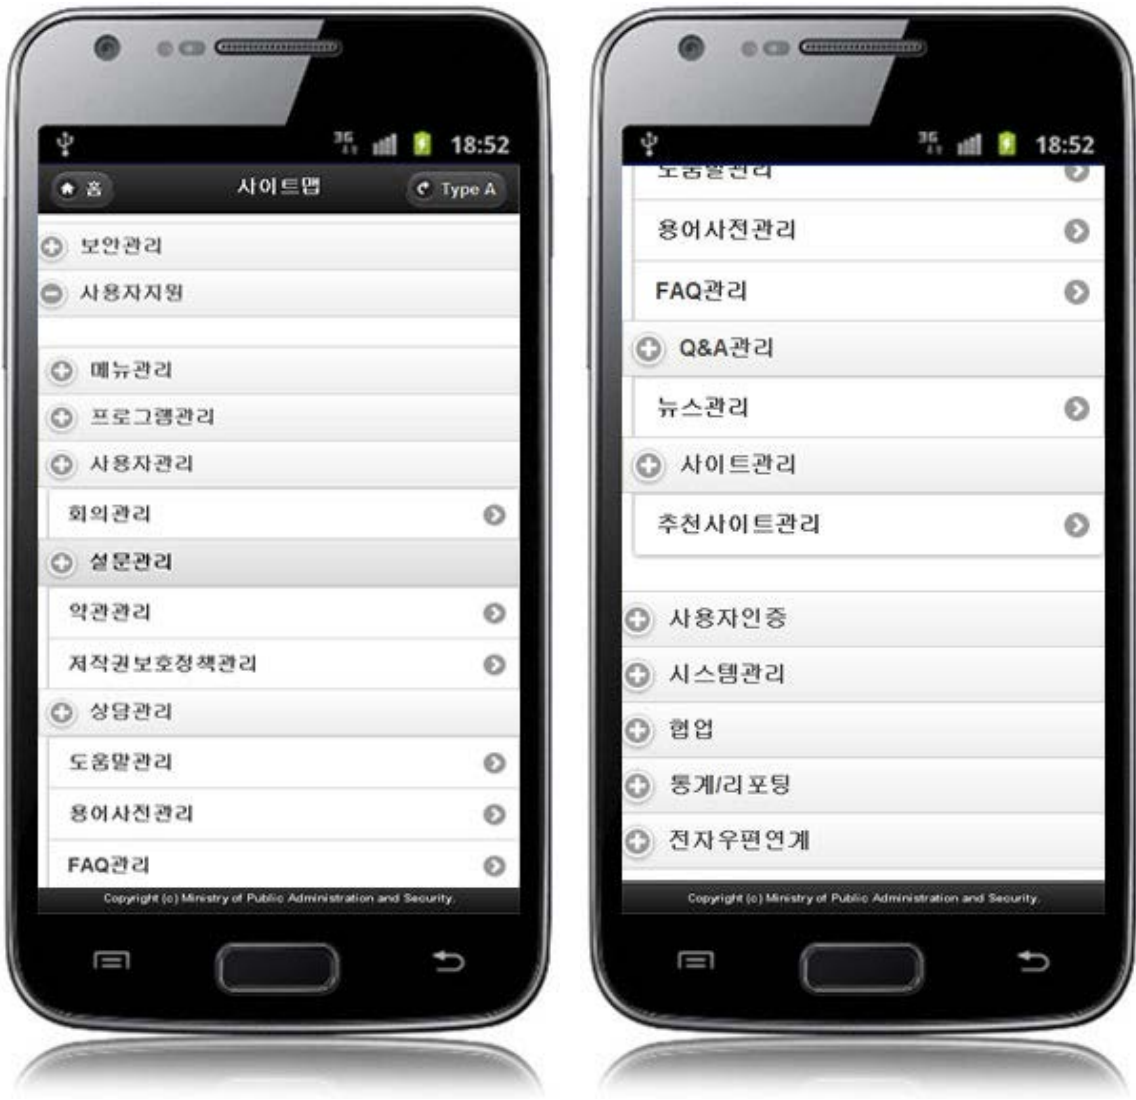 3G
18:52
홈
사이트맵
Type A
보안관리
사용자지원
메뉴관리
프로그램관리
사용자관리
회의관리
설문관리
약관관리
저작권보호정책관리
상담관리
도움말관리
용어사전관리
FAQ관리
Copyright (c) Ministry of Public Administration and Security.
3G
18:52
도움말관리
용어사전관리
FAQ관리
Q&A관리
뉴스관리
사이트관리
추천사이트관리
사용자인증
시스템관리
협업
통계/리포팅
전자우편연계
Copyright (c) Ministry of Public Administration and Security.